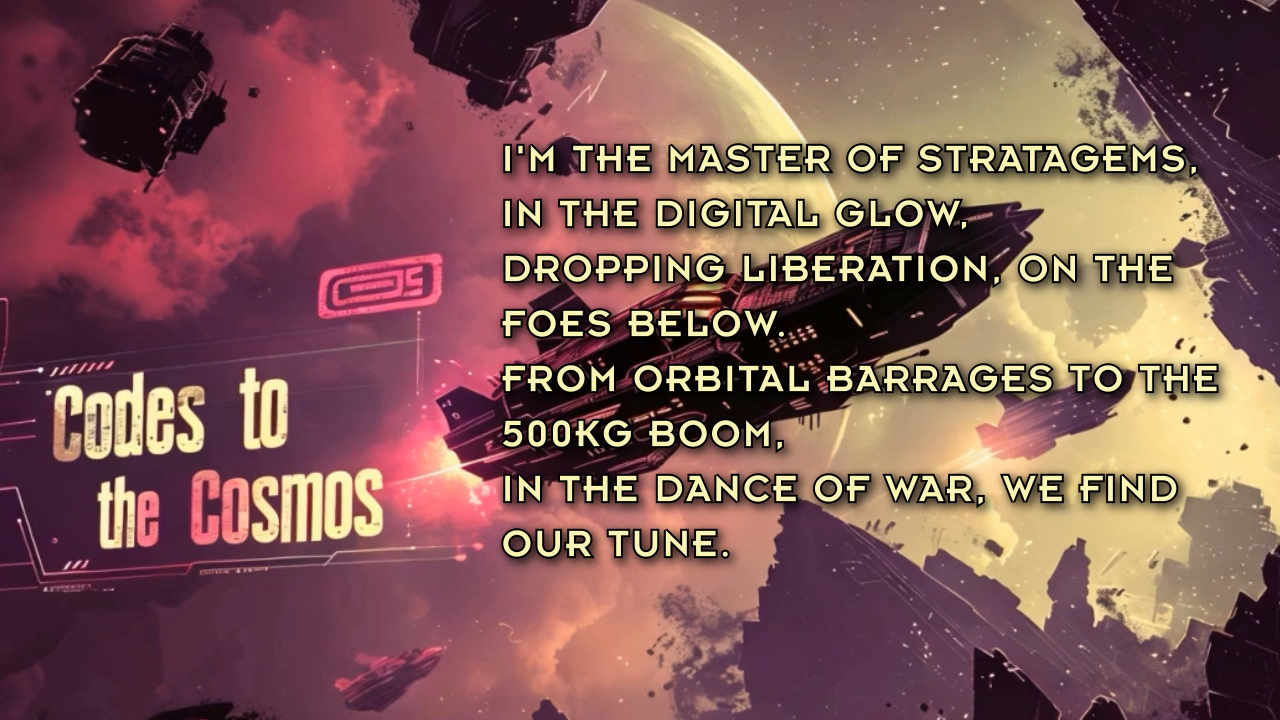 I'M THE MASTER OF STRATAGEMS,
IN THE DIGITAL GLOW,
DROPPING LIBERATION, ON THE
FOES BELOW.
FROM ORBITAL BARRAGES TO THE
500KG BOOM,
IN THE DANCE OF WAR, WE FIND
OUR TUNE.
Codes to
the Cosmos